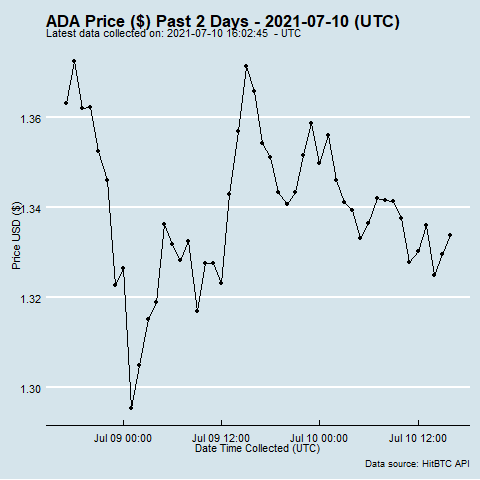 ADA Price ($) Past 2 Days - 2021-07-10 (UTC)
Latest data collected on: 2021-07-10 16:02:45 - UTC
1.36
1.34
Price USD ($)
1.32
1.30
Jul 09 00:00 Jul 09 12:00 Jul 10 00:00 Jul 10 12:00
Date Time Collected (UTC)
Data source: HitBTC API